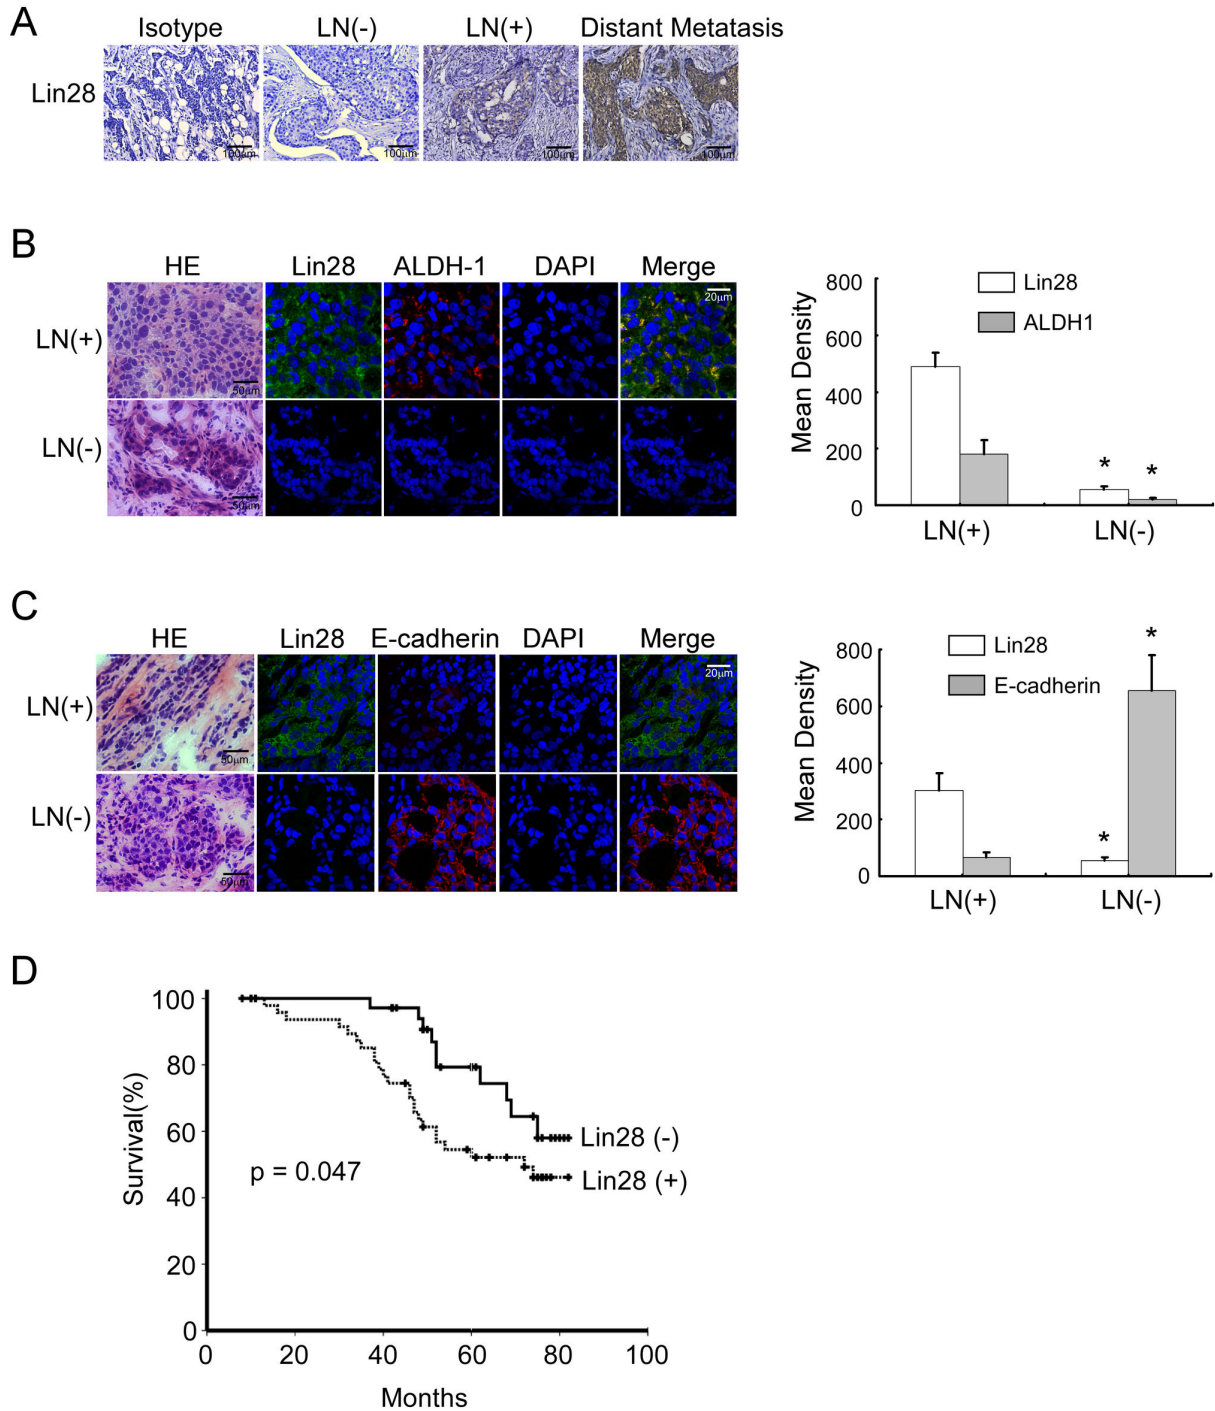 A
Isotype LN(-) LN(+) Distant Metatasis
Lin28
100μm 100μm 100μm 100μm
B
HE Lin28 ALDH-1 DAPI Merge
LN(+)
20μm
50μm
LN(-)
50μm
800
600
400
200
0
Mean Density
Lin28
ALDH1
* *
LN(+) LN(-)
C
HE Lin28 E-cadherin DAPI Merge
LN(+)
20μm
50μm
LN(-)
50μm
800
600
400
200
0
Mean Density
Lin28
E-cadherin
*
*
LN(+) LN(-)
D
100
80
60
40
20
0
Survival(%)
Lin28 (-)
Lin28 (+)
p = 0.047
0 20 40 60 80 100
Months